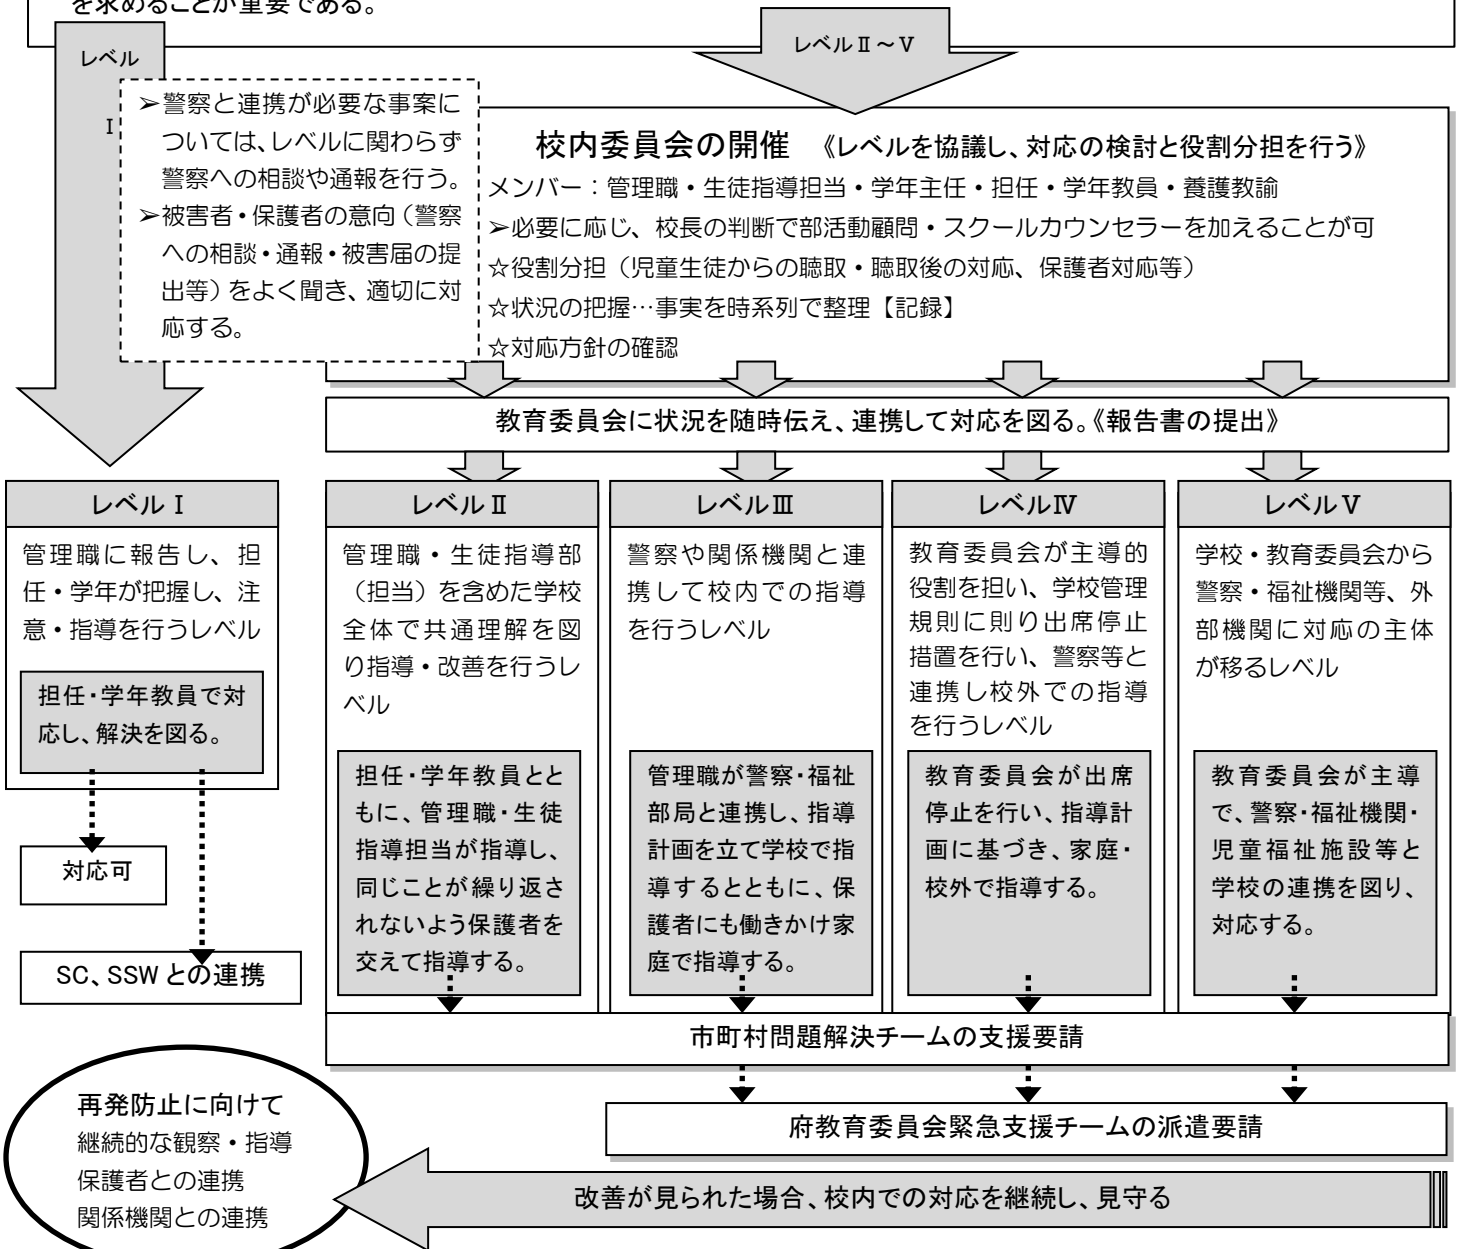 を求めることが重要である。
レベル
Ⅰ
レベルⅡ～Ⅴ
➢警察と連携が必要な事案に
ついては、レベルに関わらず
警察への相談や通報を行う。
➢被害者・保護者の意向（警察
への相談・通報・被害届の提
出等）をよく聞き、適切に対
応する。
校内委員会の開催 《レベルを協議し、対応の検討と役割分担を行う》
メンバー：管理職・生徒指導担当・学年主任・担任・学年教員・養護教諭
➢必要に応じ、校長の判断で部活動顧問・スクールカウンセラーを加えることが可
☆役割分担（児童生徒からの聴取・聴取後の対応、保護者対応等）
☆状況の把握…事実を時系列で整理【記録】
☆対応方針の確認
教育委員会に状況を随時伝え、連携して対応を図る。《報告書の提出》
レベルⅠ
管理職に報告し、担
任・学年が把握し、注
意・指導を行うレベル
担任・学年教員で対
応し、解決を図る。
対応可
SC、SSWとの連携
レベルⅡ
管理職・生徒指導部
（担当）を含めた学校
全体で共通理解を図
り指導・改善を行うレ
ベル
担任・学年教員とと
もに、管理職・生徒
指導担当が指導し、
同じことが繰り返さ
れないよう保護者を
交えて指導する。
レベルⅢ
警察や関係機関と連
携して校内での指導
を行うレベル
管理職が警察・福祉
部局と連携し、指導
計画を立て学校で指
導するとともに、保
護者にも働きかけ家
庭で指導する。
レベルⅣ
教育委員会が主導的
役割を担い、学校管理
規則に則り出席停止
措置を行い、警察等と
連携し校外での指導
を行うレベル
教育委員会が出席
停止を行い、指導計
画に基づき、家庭・
校外で指導する。
レベルⅤ
学校・教育委員会から
警察・福祉機関等、外
部機関に対応の主体
が移るレベル
教育委員会が主導
で、警察・福祉機関・
児童福祉施設等と
学校の連携を図り、
対応する。
市町村問題解決チームの支援要請
府教育委員会緊急支援チームの派遣要請
改善が見られた場合、校内での対応を継続し、見守る
再発防止に向けて
継続的な観察・指導
保護者との連携
関係機関との連携